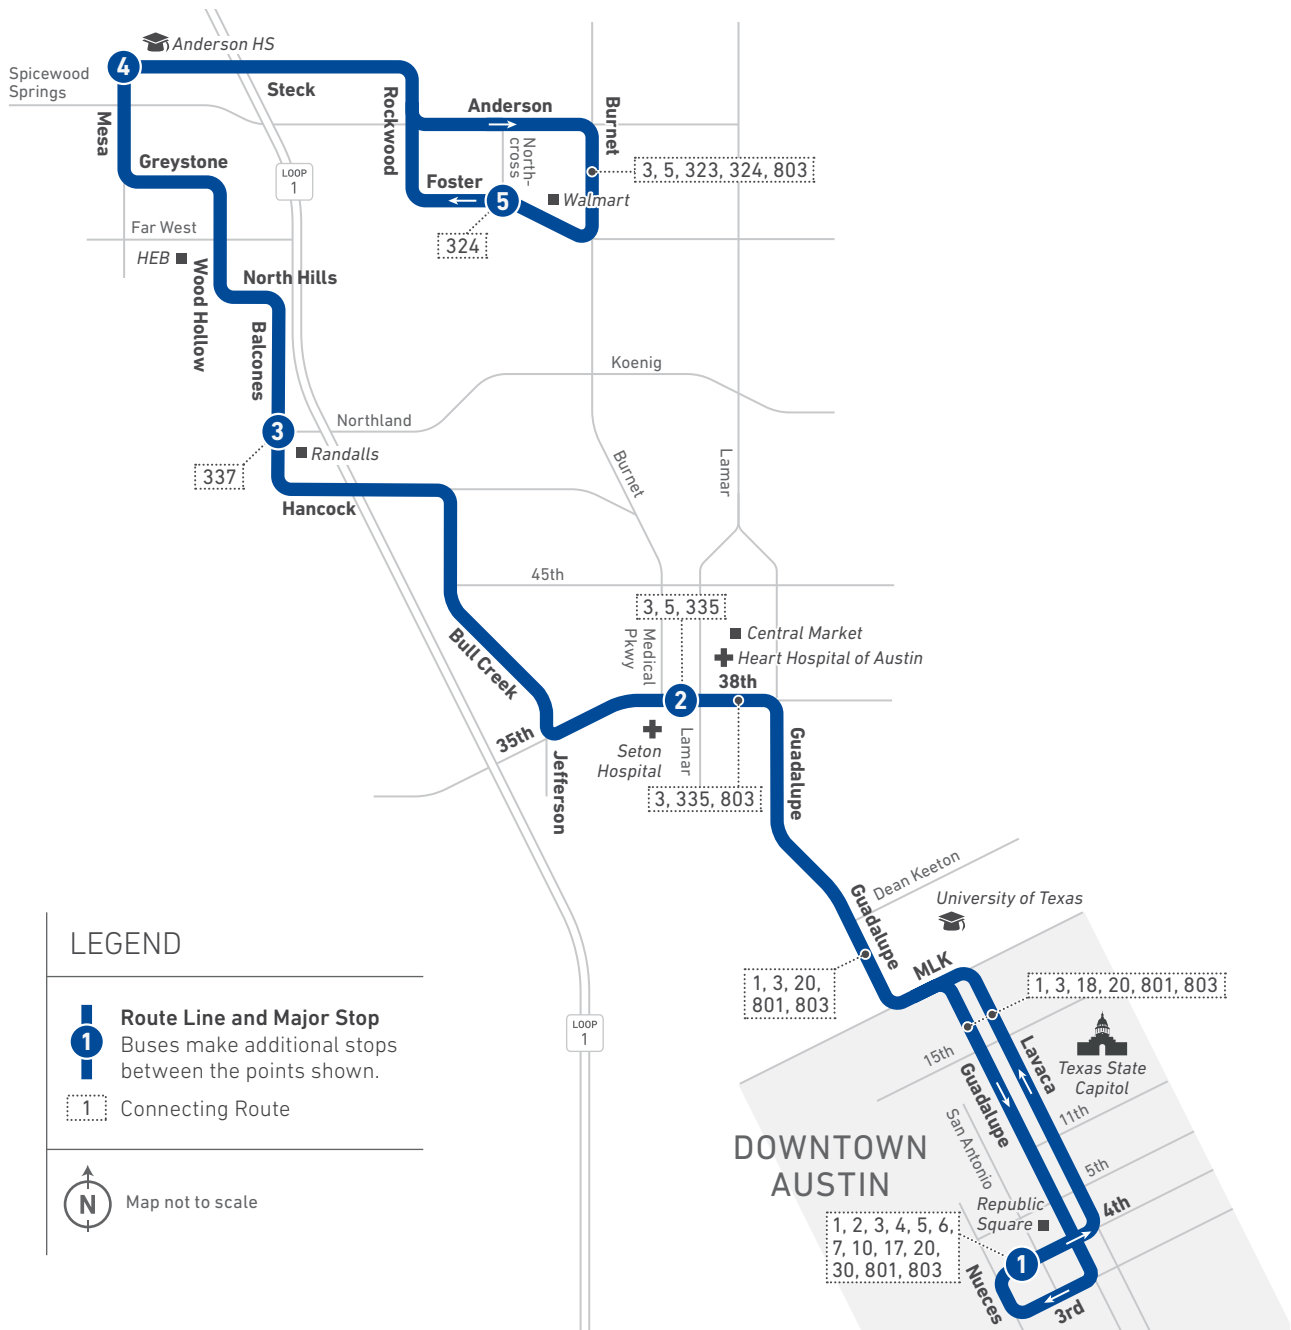 Anderson HS
4
Spicewood
Springs
Steck
Mesa
Rockwood
Anderson
Burnet
North-
cross
Greystone
LOOP
1
3, 5, 323, 324, 803
Foster
5
Walmart
324
Far West
HEB
Wood Hollow
North Hills
Balcones
Koenig
Northland
3
Randalls
337
Burnet
Lamar
Hancock
45th
3, 5, 335
Medical
Pkwy
Central Market
Heart Hospital of Austin
38th
Bull Creek
2
35th
Seton
Hospital
Lamar
Jefferson
Guadalupe
3, 335, 803
Dean Keeton
Guadalupe
University of Texas
MLK
1, 3, 20,
801, 803
1, 3, 18, 20, 801, 803
LEGEND
1
Route Line and Major Stop
Buses make additional stops
between the points shown.
1
Connecting Route
N
Map not to scale
LOOP
1
15th
Lavaca
Guadalupe
Texas State
Capitol
San Antonio
11th
DOWNTOWN
AUSTIN
5th
Republic
Square
4th
1, 2, 3, 4, 5, 6,
7, 10, 17, 20,
30, 801, 803
1
Nueces
3rd